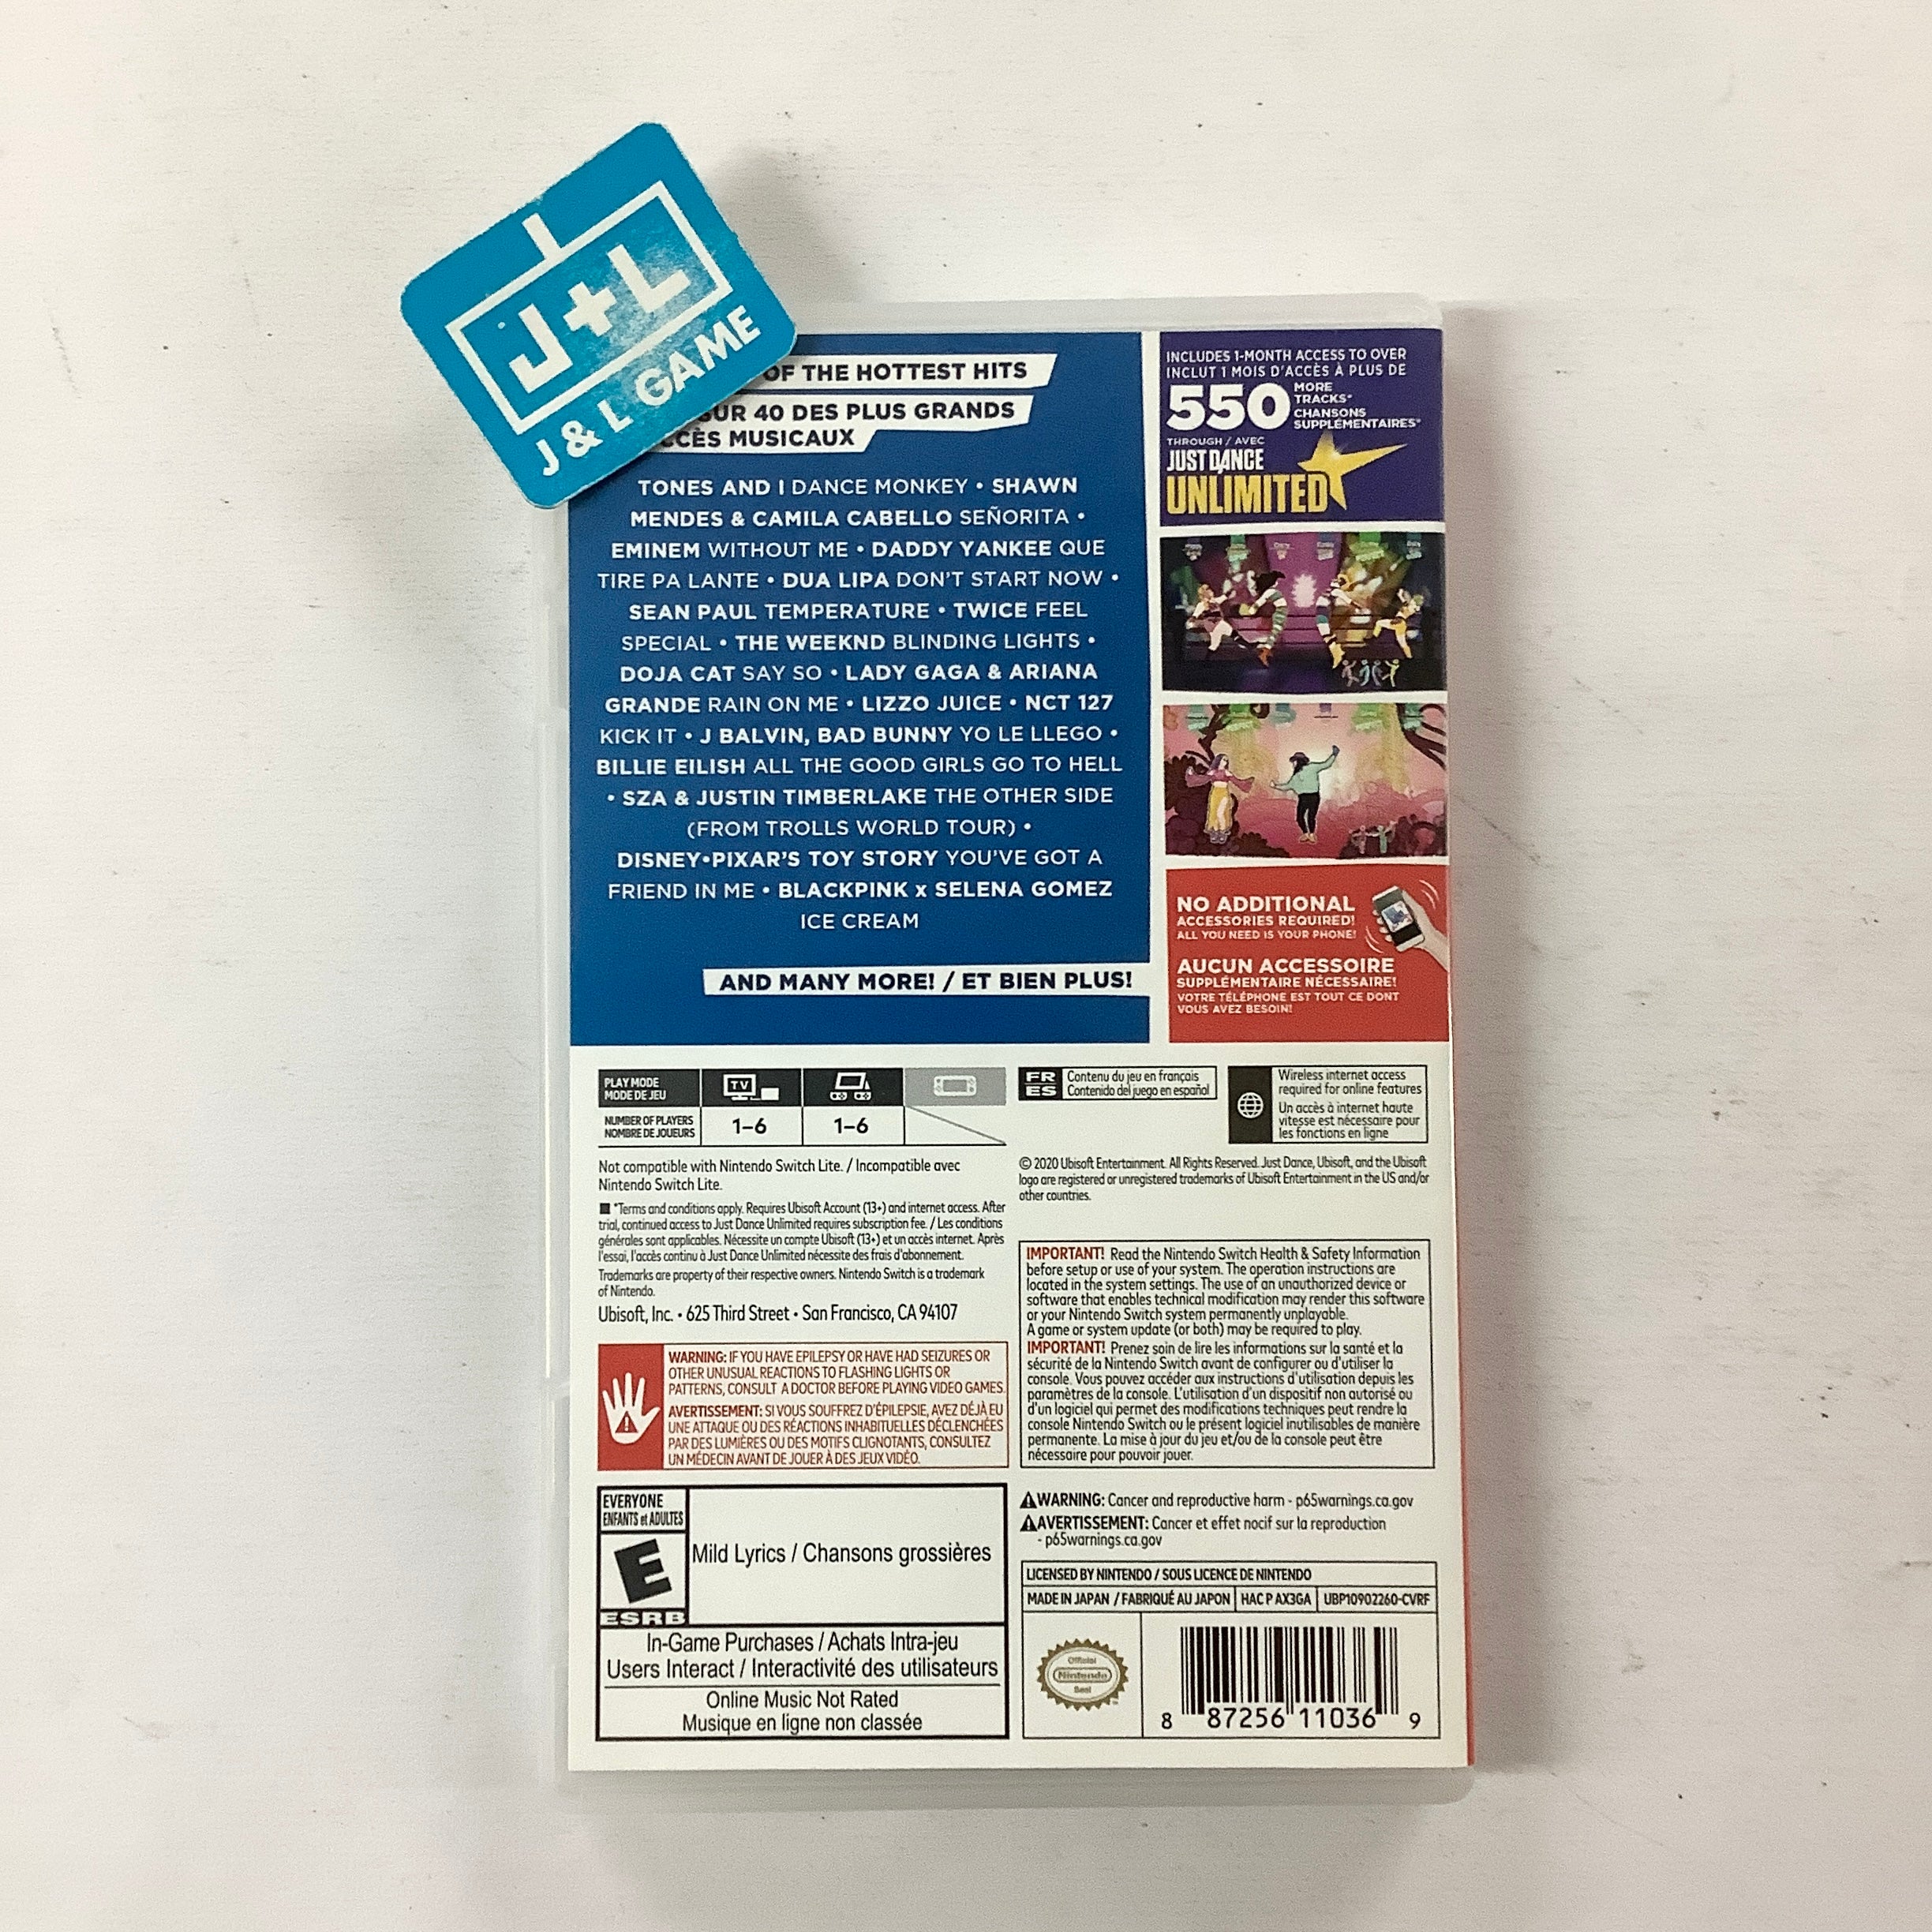 J+L
J & L GAME
OF THE HOTTEST HITS
SUR 40 DES PLUS GRANDS
CCÈS MUSICAUX
TONES AND I DANCE MONKEY • SHAWN
MENDES & CAMILA CABELLO SEÑORITA •
EMINEM WITHOUT ME • DADDY YANKEE QUE
TIRE PA LANTE • DUA LIPA DON'T START NOW •
SEAN PAUL TEMPERATURE • TWICE FEEL
SPECIAL • THE WEEKND BLINDING LIGHTS •
DOJA CAT SAY SO • LADY GAGA & ARIANA
GRANDE RAIN ON ME • LIZZO JUICE • NCT 127
KICK IT • J BALVIN, BAD BUNNY YO LE LLEGO •
BILLIE EILISH ALL THE GOOD GIRLS GO TO HELL
• SZA & JUSTIN TIMBERLAKE THE OTHER SIDE
(FROM TROLLS WORLD TOUR) •
DISNEY•PIXAR'S TOY STORY YOU'VE GOT A
FRIEND IN ME • BLACKPINK x SELENA GOMEZ
ICE CREAM
AND MANY MORE! / ET BIEN PLUS!
INCLUDES 1-MONTH ACCESS TO OVER
INCLUT 1 MOIS D'ACCÈS À PLUS DE
550
MORE
TRACKS*
CHANSONS
SUPPLÉMENTAIRES*
THROUGH / AVEC
JUST DANCE
UNLIMITED
NO ADDITIONAL
ACCESSORIES REQUIRED!
ALL YOU NEED IS YOUR PHONE!
AUCUN ACCESSOIRE
SUPPLÉMENTAIRE NÉCESSAIRE!
VOTRE TÉLÉPHONE EST TOUT CE DONT
VOUS AVEZ BESOIN!
PLAY MODE
MODE DE JEU
TV
NUMBER OF PLAYERS
NOMBRE DE JOUEURS
1–6
1–6
FR
ES
Contenu du jeu en français
Contenido del juego en español
Wireless internet access
required for online features
Un accès à internet haute
vitesse est nécessaire pour
les fonctions en ligne
Not compatible with Nintendo Switch Lite. / Incompatible avec
Nintendo Switch Lite.
*Terms and conditions apply. Requires Ubisoft Account (13+) and internet access. After
trial, continued access to Just Dance Unlimited requires subscription fee. / Les conditions
générales sont applicables. Nécessite un compte Ubisoft (13+) et un accès internet. Après
l'essai, l'accès continu à Just Dance Unlimited nécessite des frais d'abonnement.
Trademarks are property of their respective owners. Nintendo Switch is a trademark
of Nintendo.
Ubisoft, Inc. • 625 Third Street • San Francisco, CA 94107
© 2020 Ubisoft Entertainment. All Rights Reserved. Just Dance, Ubisoft, and the Ubisoft
logo are registered or unregistered trademarks of Ubisoft Entertainment in the US and/or
other countries.
WARNING: IF YOU HAVE EPILEPSY OR HAVE HAD SEIZURES OR
OTHER UNUSUAL REACTIONS TO FLASHING LIGHTS OR
PATTERNS, CONSULT A DOCTOR BEFORE PLAYING VIDEO GAMES.
AVERTISSEMENT: SI VOUS SOUFFREZ D'ÉPILEPSIE, AVEZ DÉJÀ EU
UNE ATTAQUE OU DES RÉACTIONS INHABITUELLES DÉCLENCHÉES
PAR DES LUMIÈRES OU DES MOTIFS CLIGNOTANTS, CONSULTEZ
UN MÉDECIN AVANT DE JOUER À DES JEUX VIDÉO.
IMPORTANT! Read the Nintendo Switch Health & Safety Information
before setup or use of your system. The operation instructions are
located in the system settings. The use of an unauthorized device or
software that enables technical modification may render this software
or your Nintendo Switch system permanently unplayable.
A game or system update (or both) may be required to play.
IMPORTANT! Prenez soin de lire les informations sur la santé et la
sécurité de la Nintendo Switch avant de configurer ou d'utiliser la
console. Vous pouvez accéder aux instructions d'utilisation depuis les
paramètres de la console. L'utilisation d'un dispositif non autorisé ou
d'un logiciel qui permet des modifications techniques peut rendre la
console Nintendo Switch ou le présent logiciel inutilisables de manière
permanente. La mise à jour du jeu et/ou de la console peut être
nécessaire pour pouvoir jouer.
EVERYONE
ENFANTS et ADULTES
E
ESRB
Mild Lyrics / Chansons grossières
In-Game Purchases / Achats Intra-jeu
Users Interact / Interactivité des utilisateurs
Online Music Not Rated
Musique en ligne non classée
WARNING: Cancer and reproductive harm - p65warnings.ca.gov
AVERTISSEMENT: Cancer et effet nocif sur la reproduction
- p65warnings.ca.gov
LICENSED BY NINTENDO / SOUS LICENCE DE NINTENDO
MADE IN JAPAN / FABRIQUÉ AU JAPON
HAC P AX3GA
UBP10902260-CVRF
Official
Nintendo
Seal
8 87256 11036 9